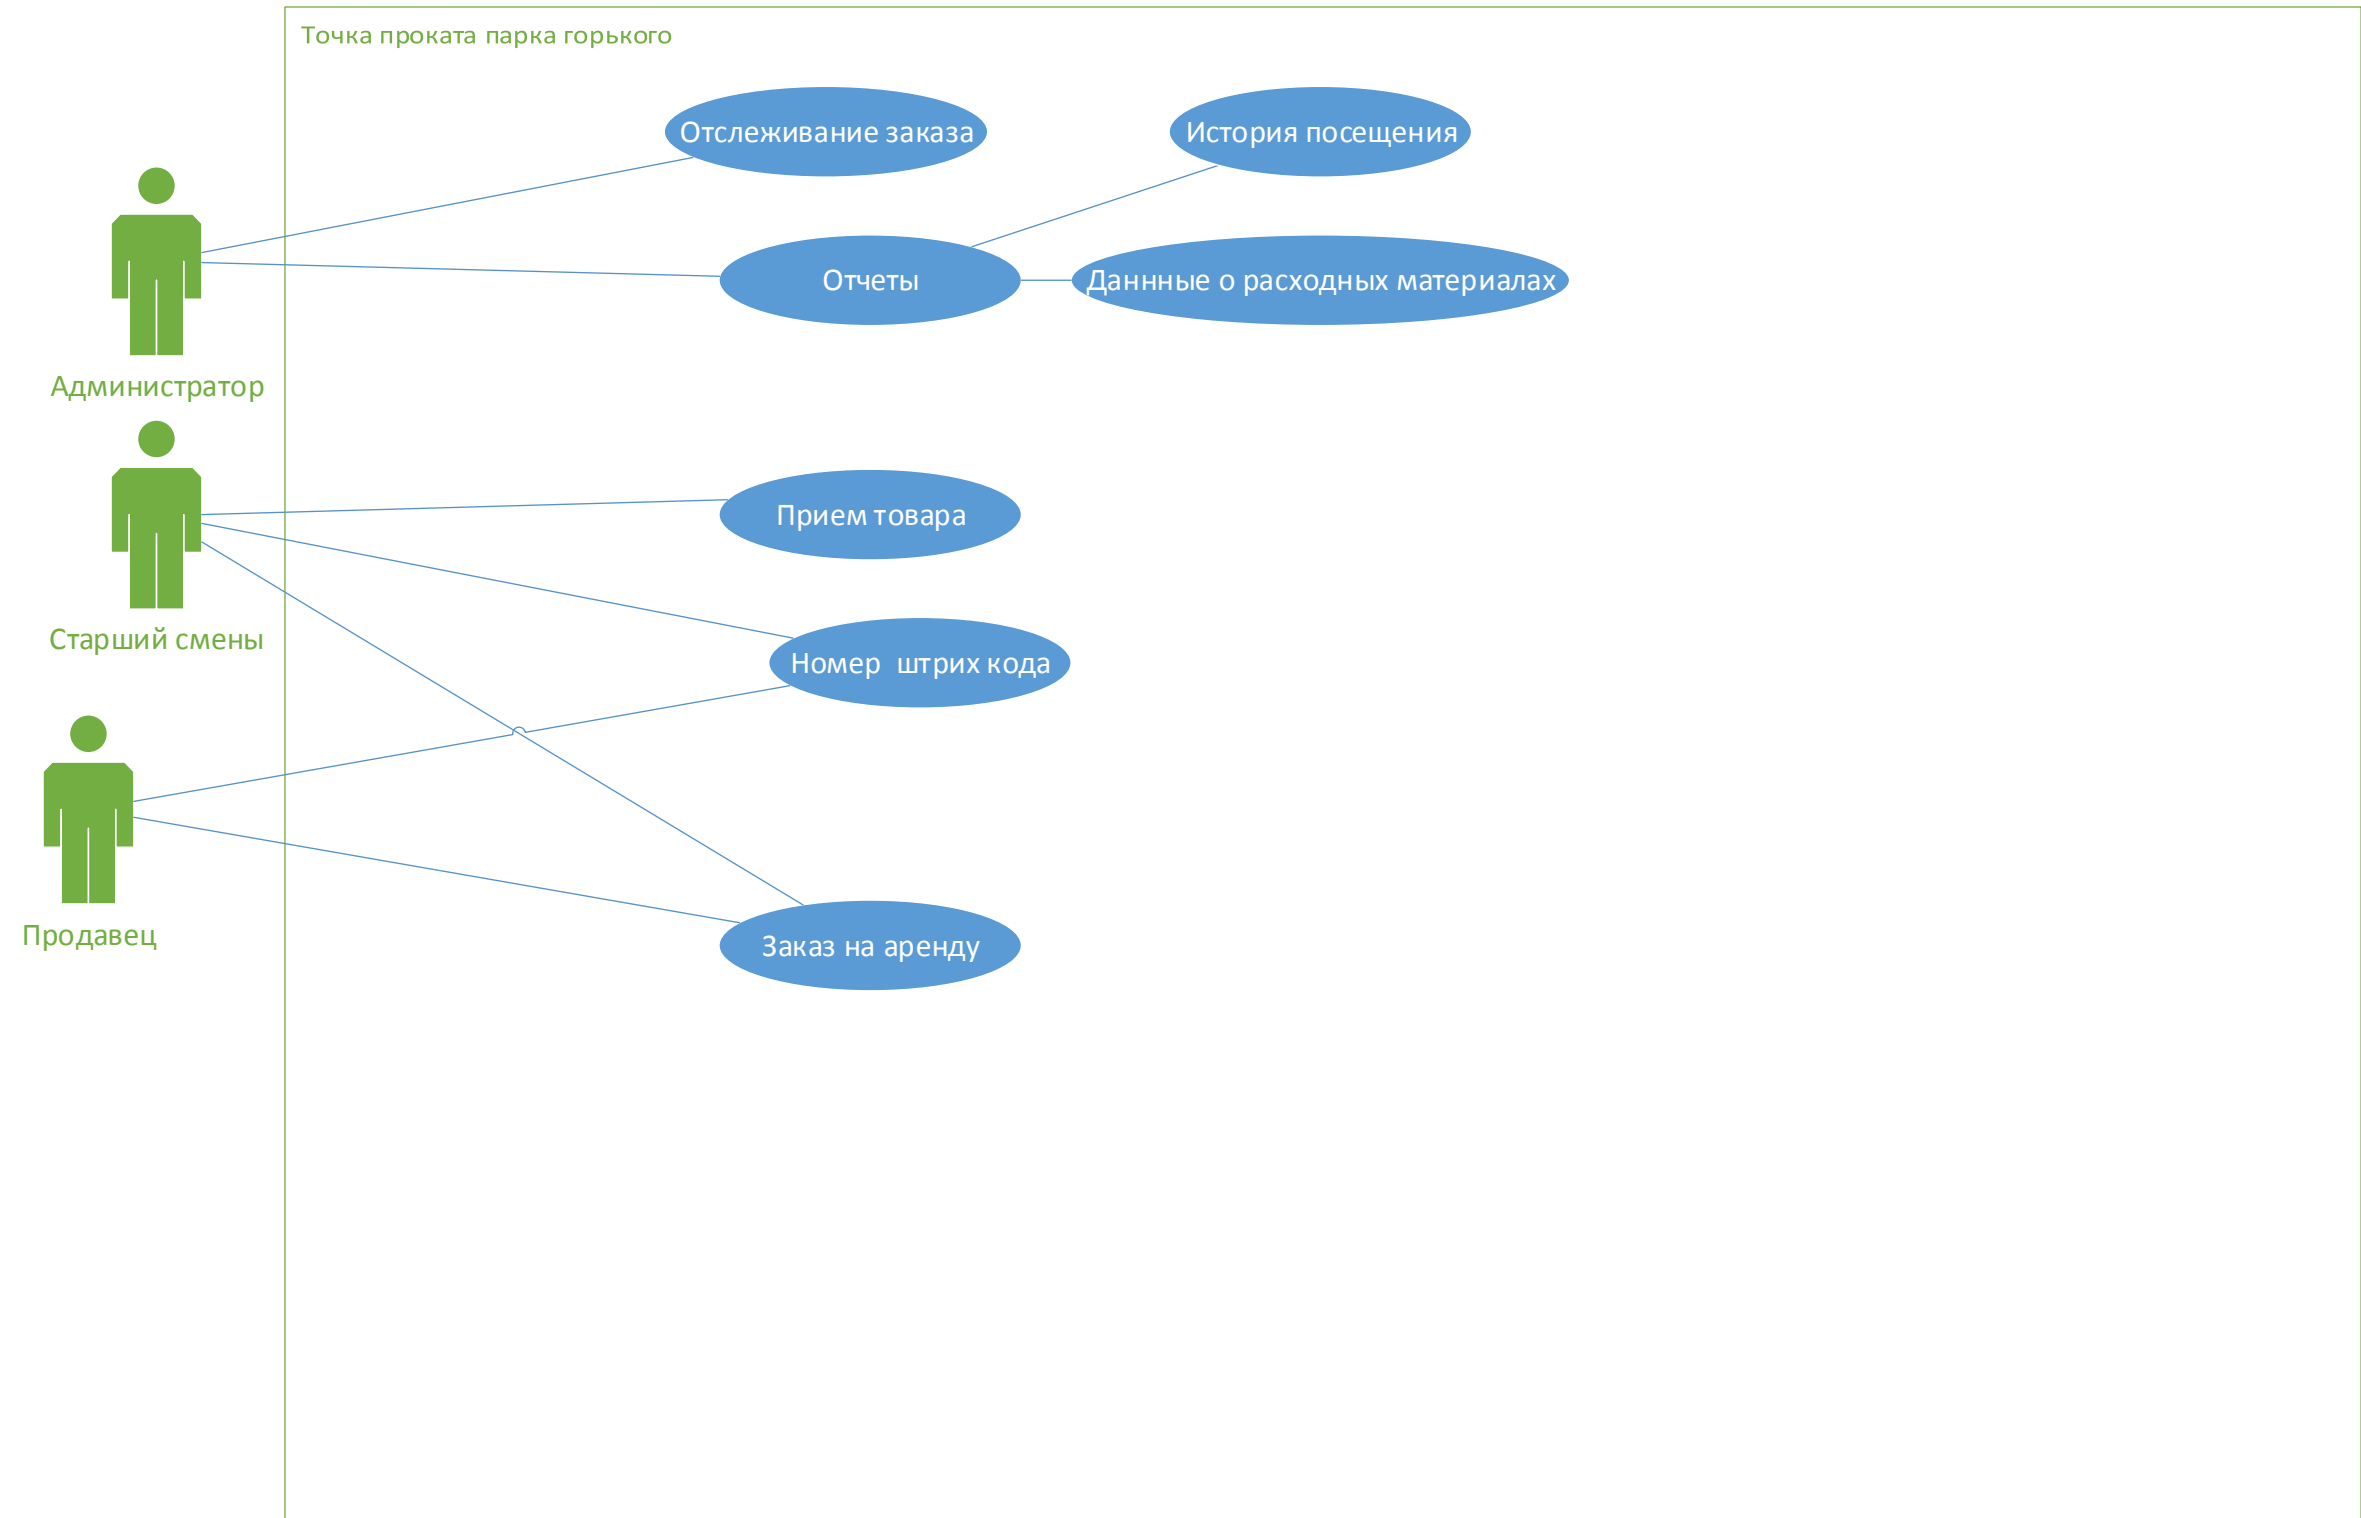 Точка проката парка горького
Отслеживание заказа
История посещения
Отчеты
Даннные о расходных материалах
Администратор
Прием товара
Старший смены
Номер  штрих кода
Продавец
Заказ на аренду